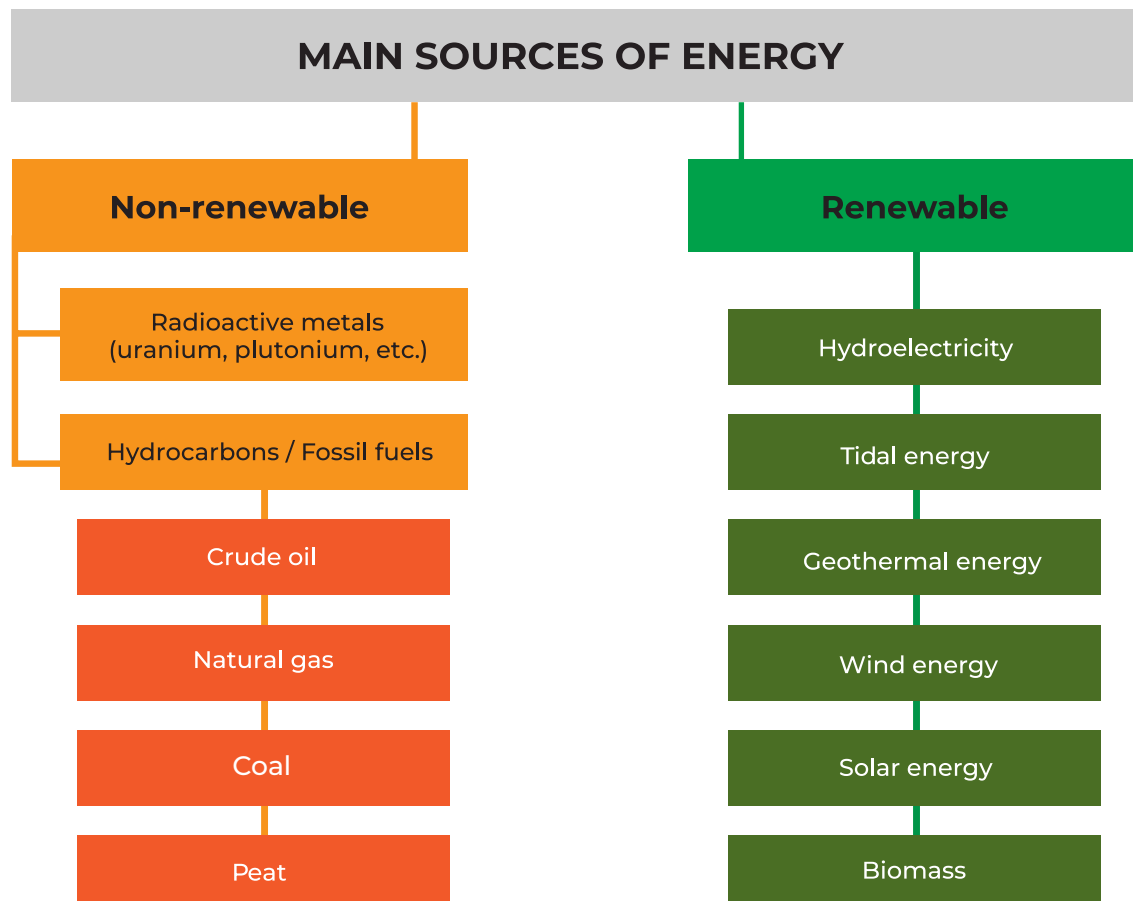 MAIN SOURCES OF ENERGY
Non-renewable
Radioactive metals
(uranium, plutonium, etc.)
Hydrocarbons / Fossil fuels
Crude oil
Natural gas
Coal
Peat
Renewable
Hydroelectricity
Tidal energy
Geothermal energy
Wind energy
Solar energy
Biomass